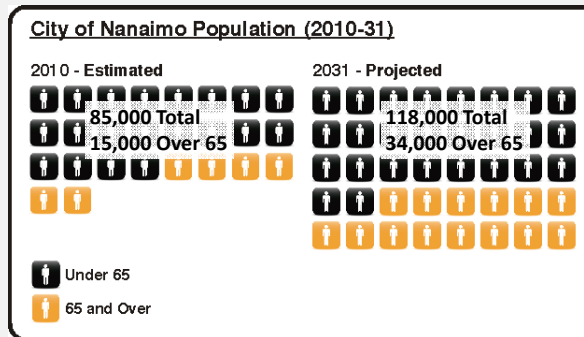 City of Nanaimo Population (2010-31)
2010 - Estimated
85,000 Total
15,000 Over 65
2031 - Projected
118,000 Total
34,000 Over 65
Under 65
65 and Over